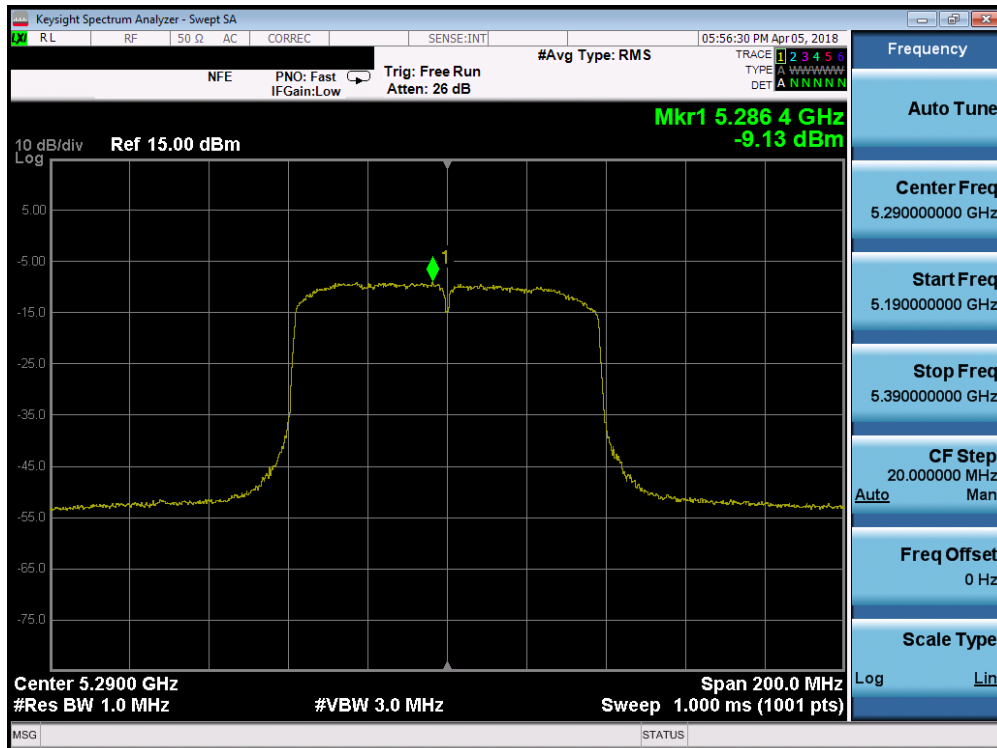 Keysight Spectrum Analyzer - Swept SA
LXI RL RF 50 Ω AC CORREC SENSE:INT 05:56:30 PM Apr 05, 2018
#Avg Type: RMS TRACE 1 2 3 4 5 6
TYPE A WWWWW
DET A N N N N N
NFE PNO: Fast Trig: Free Run
IFGain:Low Atten: 26 dB
Mkr1 5.286 4 GHz
-9.13 dBm
10 dB/div Ref 15.00 dBm
Log
5.00
1
-5.00
-15.0
-25.0
-35.0
-45.0
-55.0
-65.0
-75.0
Center 5.2900 GHz Span 200.0 MHz
#Res BW 1.0 MHz #VBW 3.0 MHz Sweep 1.000 ms (1001 pts)
MSG STATUS
Frequency
Auto Tune
Center Freq
5.290000000 GHz
Start Freq
5.190000000 GHz
Stop Freq
5.390000000 GHz
CF Step
20.000000 MHz
Auto Man
Freq Offset
0 Hz
Scale Type
Log Lin